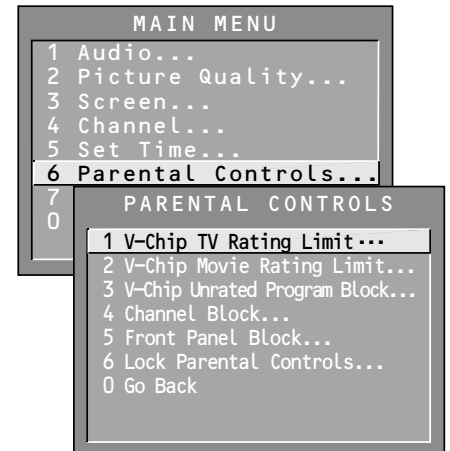 MAIN MENU
1 Audio...
2 Picture Quality...
3 Screen...
4 Channel...
5 Set Time...
6 Parental Controls...
7
0
PARENTAL CONTROLS
1 V-Chip TV Rating Limit...
2 V-Chip Movie Rating Limit...
3 V-Chip Unrated Program Block...
4 Channel Block...
5 Front Panel Block...
6 Lock Parental Controls...
0 Go Back